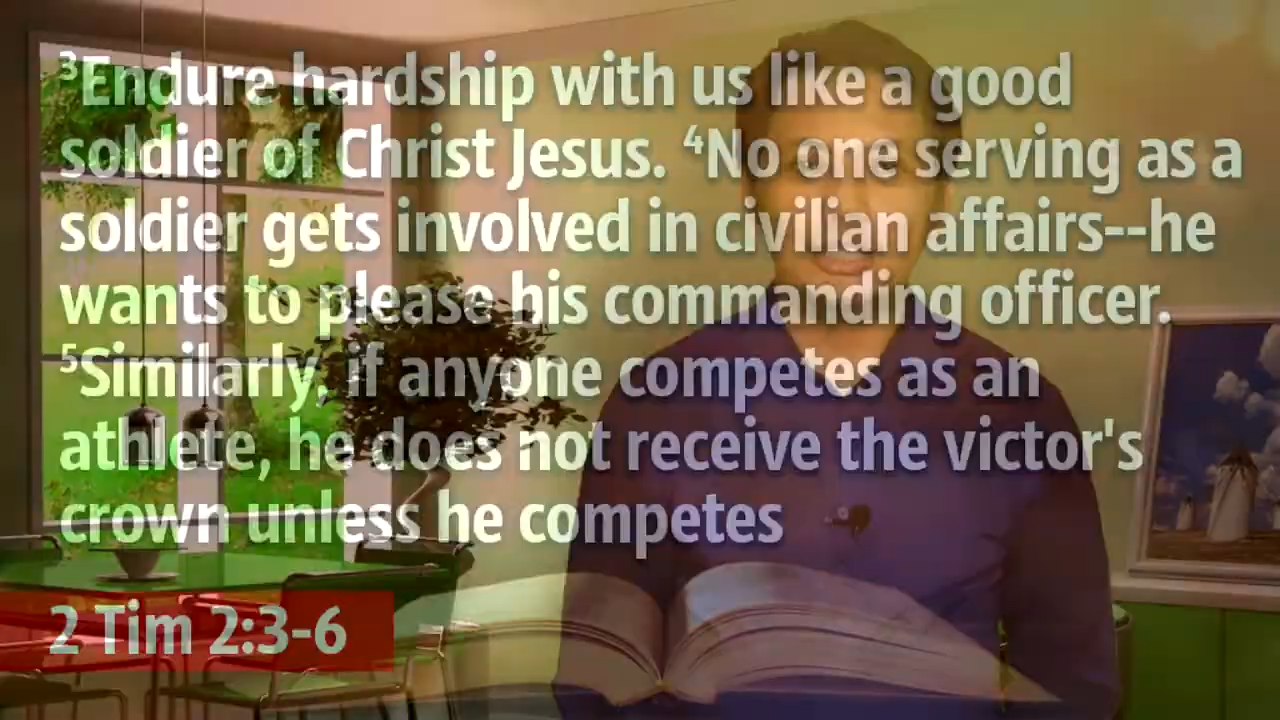 ³Endure hardship with us like a good
soldier of Christ Jesus. ⁴No one serving as a
soldier gets involved in civilian affairs--he
wants to please his commanding officer.
⁵Similarly, if anyone competes as an
athlete, he does not receive the victor's
crown unless he competes
2 Tim 2:3-6